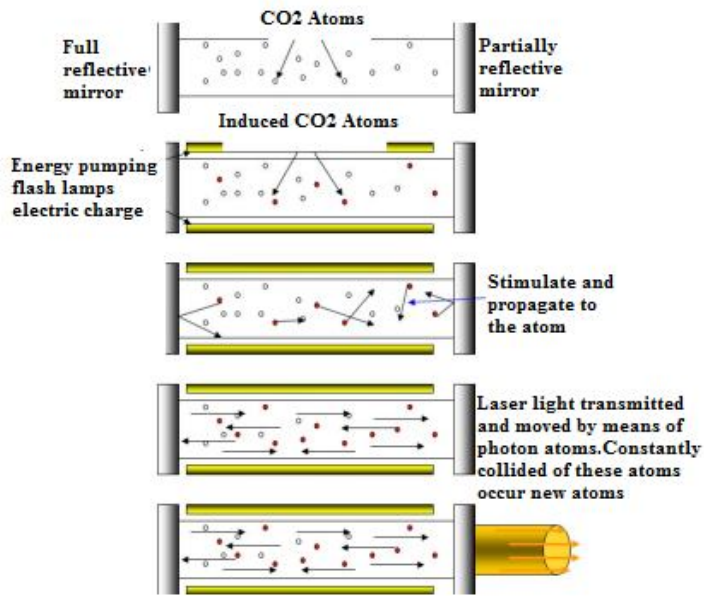 CO2 Atoms
Full
reflective
mirror
Partially
reflective
mirror
Induced CO2 Atoms
Energy pumping
flash lamps
electric charge
Stimulate and
propagate to
the atom
Laser light transmitted
and moved by means of
photon atoms.Constantly
collided of these atoms
occur new atoms